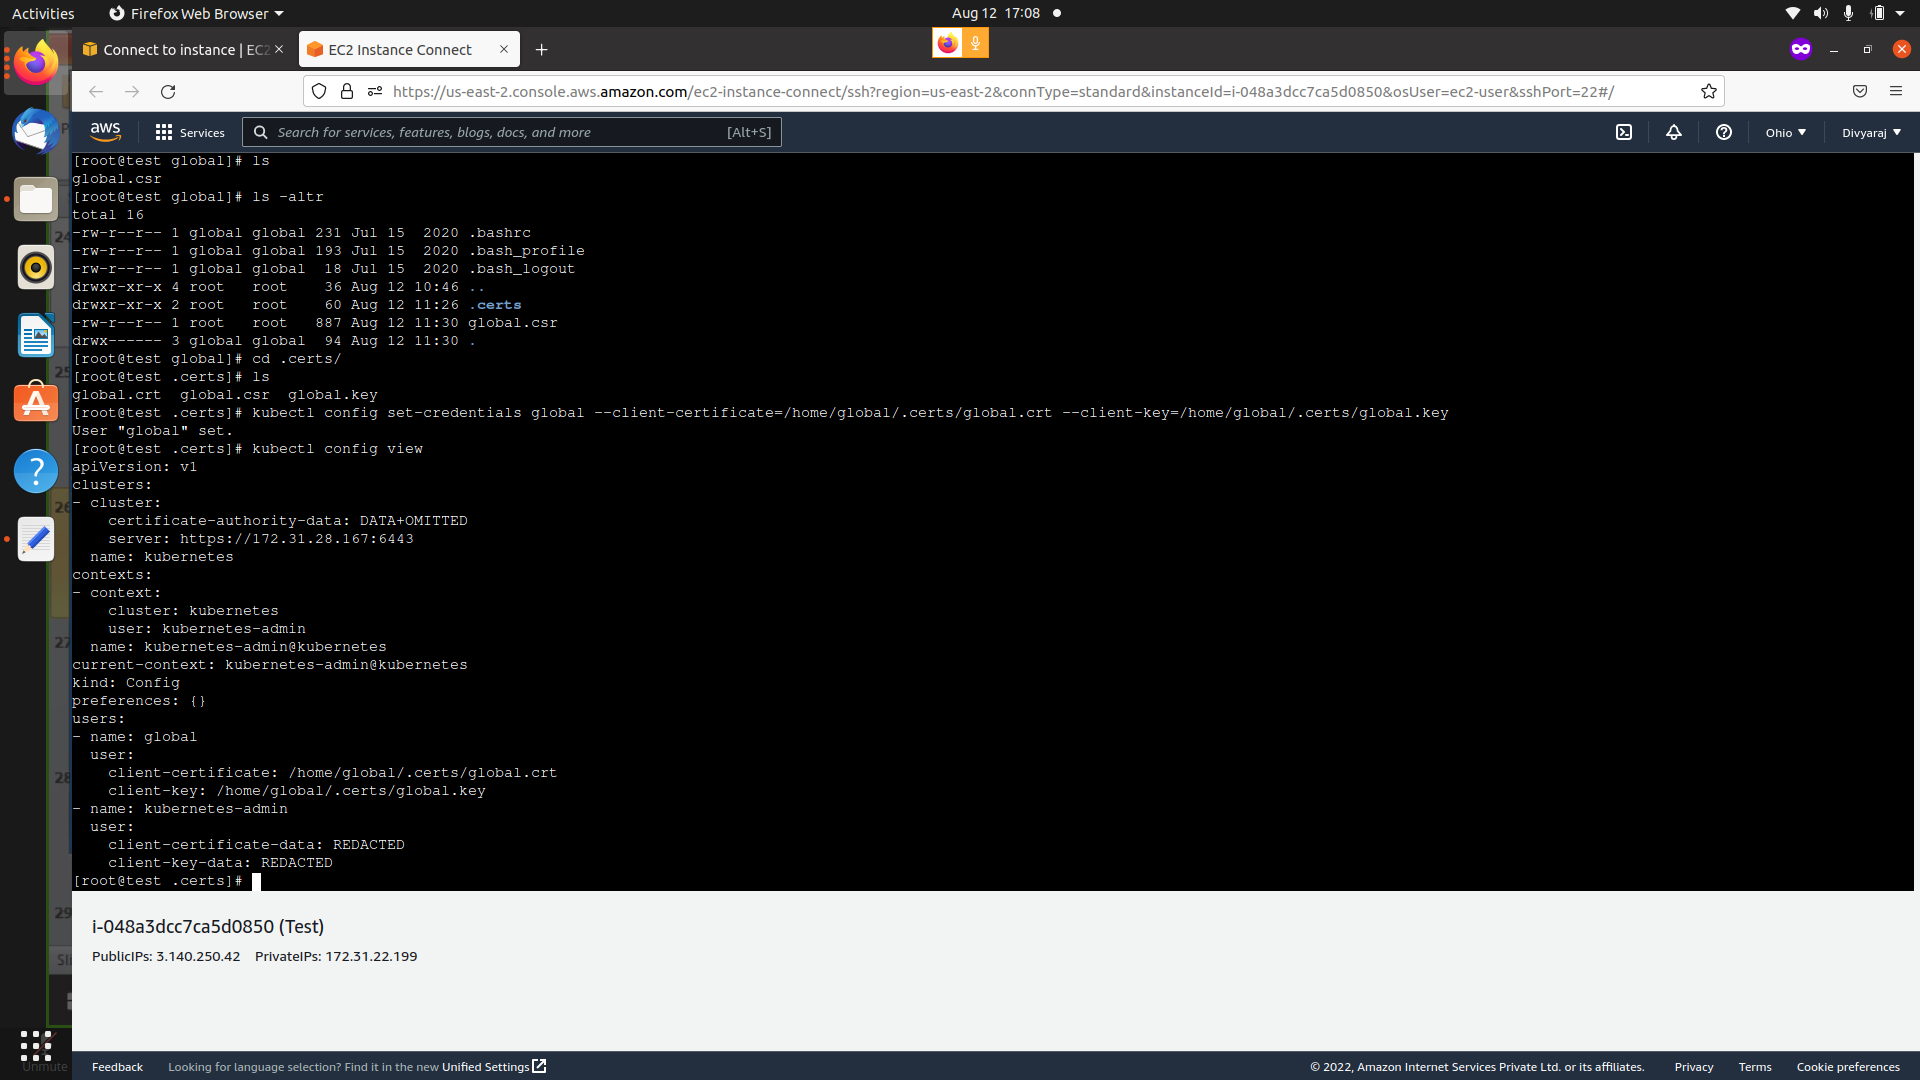 Activities
Firefox Web Browser
Aug 12 17:08
Connect to instance | EC2
EC2 Instance Connect
https://us-east-2.console.aws.amazon.com/ec2-instance-connect/ssh?region=us-east-2&connType=standard&instanceId=i-048a3dcc7ca5d0850&osUser=ec2-user&sshPort=22#/
aws
Services
Search for services, features, blogs, docs, and more
[Alt+S]
Ohio
Divyaraj
[root@test global]# ls
global.csr
[root@test global]# ls -altr
total 16
-rw-r--r-- 1 global global 231 Jul 15  2020 .bashrc
-rw-r--r-- 1 global global 193 Jul 15  2020 .bash_profile
-rw-r--r-- 1 global global  18 Jul 15  2020 .bash_logout
drwxr-xr-x 4 root   root    36 Aug 12 10:46 ..
drwxr-xr-x 2 root   root    60 Aug 12 11:26 .certs
-rw-r--r-- 1 root   root   887 Aug 12 11:30 global.csr
drwx------ 3 global global  94 Aug 12 11:30 .
[root@test global]# cd .certs/
[root@test .certs]# ls
global.crt  global.csr  global.key
[root@test .certs]# kubectl config set-credentials global --client-certificate=/home/global/.certs/global.crt --client-key=/home/global/.certs/global.key
User "global" set.
[root@test .certs]# kubectl config view
apiVersion: v1
clusters:
- cluster:
    certificate-authority-data: DATA+OMITTED
    server: https://172.31.28.167:6443
  name: kubernetes
contexts:
- context:
    cluster: kubernetes
    user: kubernetes-admin
  name: kubernetes-admin@kubernetes
current-context: kubernetes-admin@kubernetes
kind: Config
preferences: {}
users:
- name: global
  user:
    client-certificate: /home/global/.certs/global.crt
    client-key: /home/global/.certs/global.key
- name: kubernetes-admin
  user:
    client-certificate-data: REDACTED
    client-key-data: REDACTED
[root@test .certs]#
24
25
26
27
28
29
i-048a3dcc7ca5d0850 (Test)
PublicIPs: 3.140.250.42 PrivateIPs: 172.31.22.199
Unmute
Feedback
Looking for language selection? Find it in the new Unified Settings
© 2022, Amazon Internet Services Private Ltd. or its affiliates.
Privacy
Terms
Cookie preferences